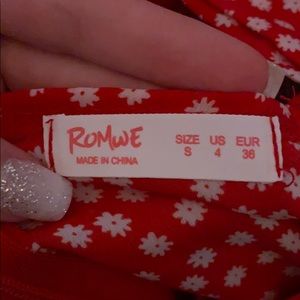 ROMWE
MADE IN CHINA
SIZE US EUR
S 4 36